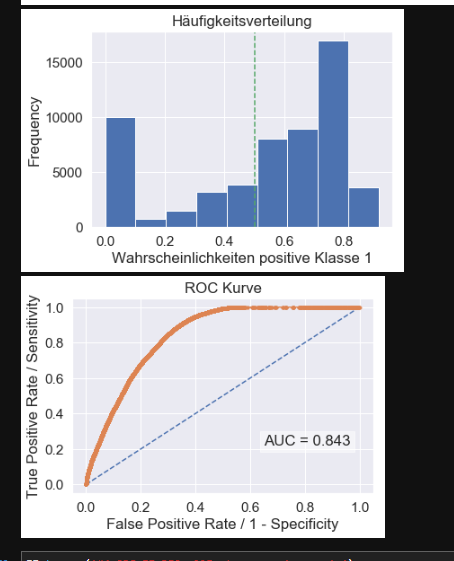 Häufigkeitsverteilung
15000
10000
5000
0
Frequency
0.0 0.2 0.4 0.6 0.8
Wahrscheinlichkeiten positive Klasse 1
ROC Kurve
1.0
0.8
0.6
0.4
0.2
0.0
True Positive Rate / Sensitivity
AUC = 0.843
0.0 0.2 0.4 0.6 0.8 1.0
False Positive Rate / 1 - Specificity